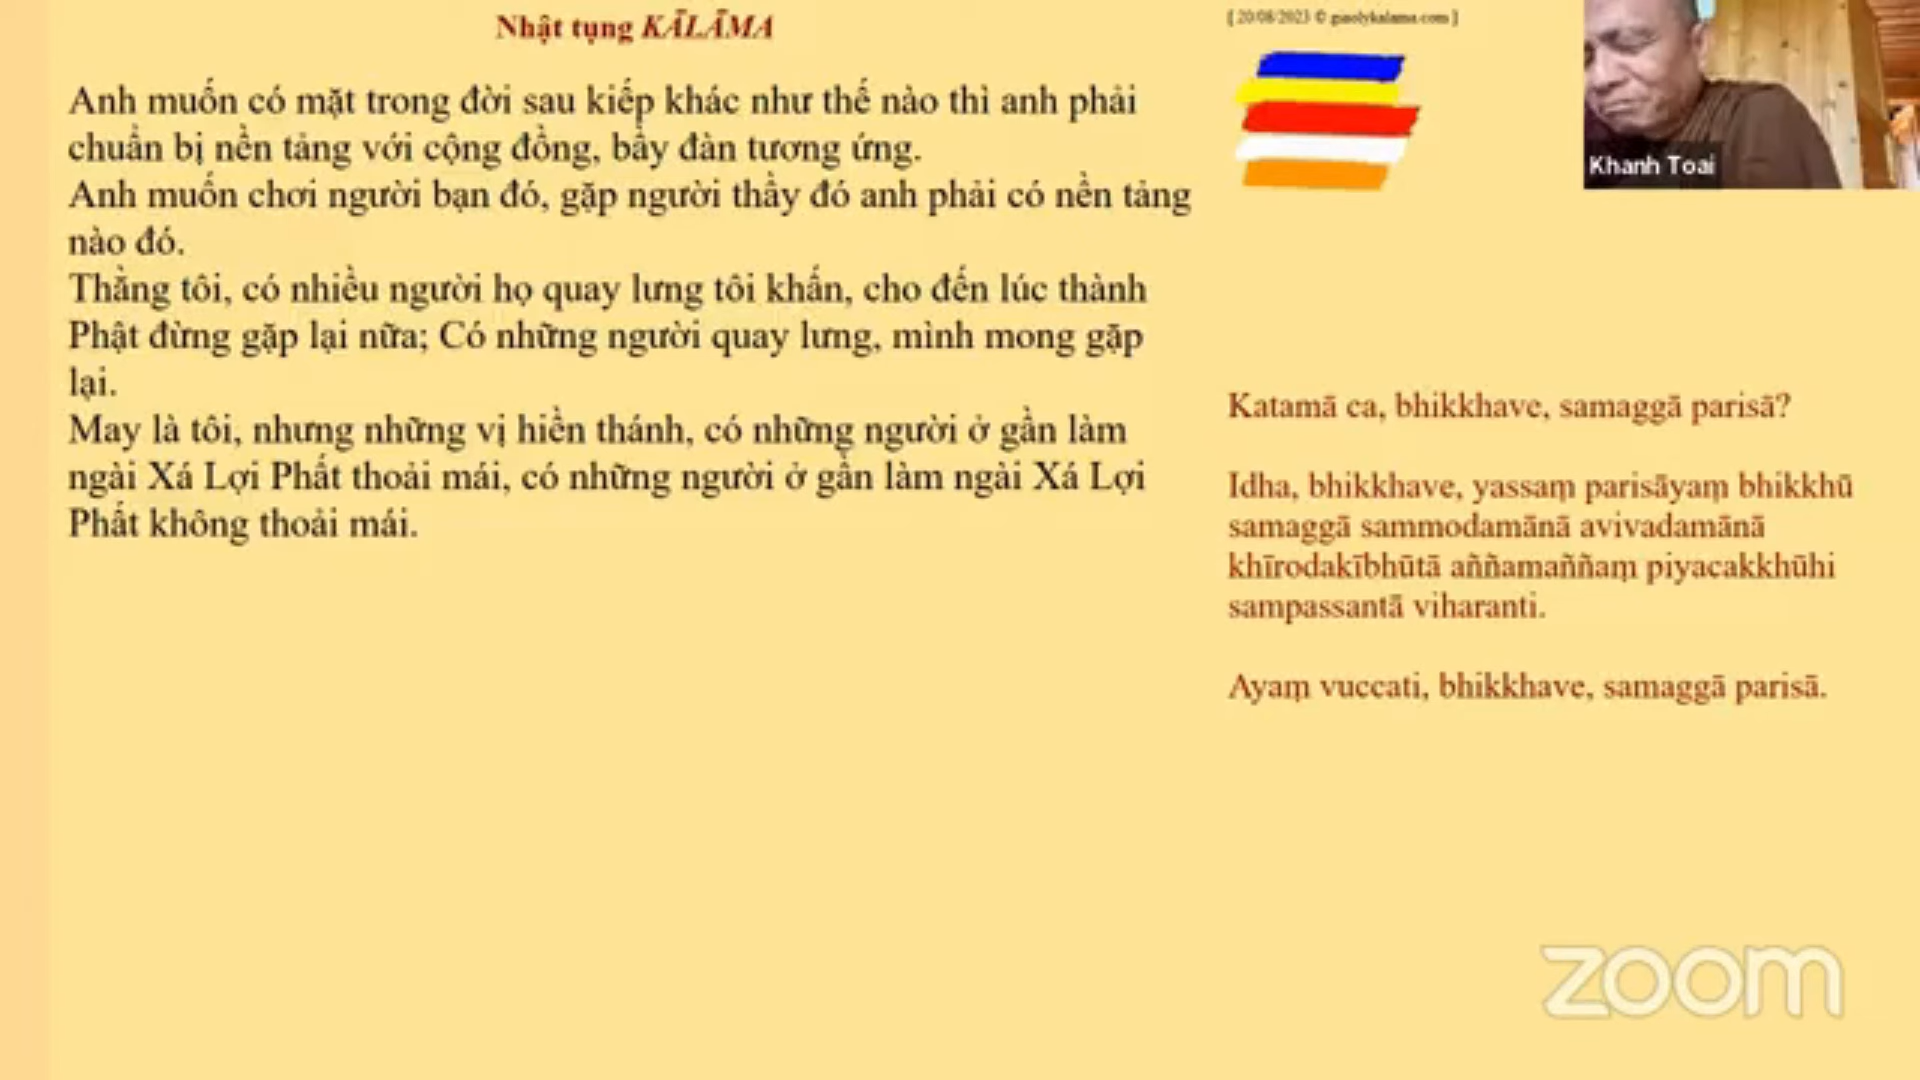 Nhật tụng KĀLĀMA
Anh muốn có mặt trong đời sau kiếp khác như thế nào thì anh phải
chuẩn bị nền tảng với cộng đồng, bầy đàn tương ứng.
Anh muốn chơi người bạn đó, gặp người thầy đó anh phải có nền tảng
nào đó.
Thằng tôi, có nhiều người họ quay lưng tôi khấn, cho đến lúc thành
Phật đừng gặp lại nữa; Có những người quay lưng, mình mong gặp
lại.
May là tôi, nhưng những vị hiền thánh, có những người ở gần làm
ngài Xá Lợi Phất thoải mái, có những người ở gần làm ngài Xá Lợi
Phất không thoải mái.
[ 20/08/2023 © giaolykalama.com ]
Khanh Toai
Katamā ca, bhikkhave, samaggā parisā?
Idha, bhikkhave, yassaṃ parisāyaṃ bhikkhū
samaggā sammodamānā avivadamānā
khīrodakībhūtā aññamaññaṃ piyacakkhūhi
sampassantā viharanti.
Ayaṃ vuccati, bhikkhave, samaggā parisā.
zoom